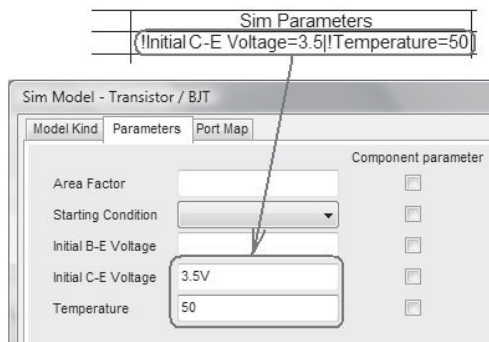 Sim Parameters
!Initial C-E Voltage=3.5|!Temperature=50
Sim Model - Transistor / BJT
Model Kind Parameters Port Map
Component parameter
Area Factor
Starting Condition
Initial B-E Voltage
Initial C-E Voltage 3.5V
Temperature 50